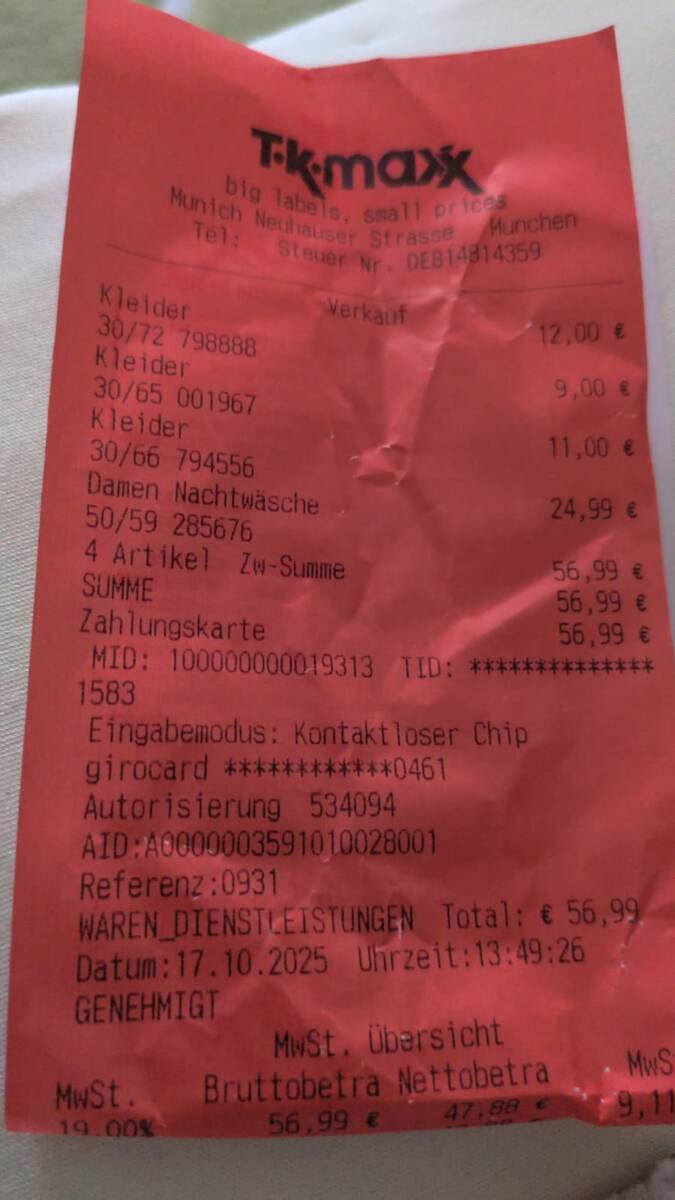 T·K·maxx
big labels, small prices
Munich Neuhauser Strasse München
Tel: Steuer Nr. DE814814359
Verkauf
Kleider
30/72 798888 12,00 €
Kleider
30/65 001967 9,00 €
Kleider
30/66 794556 11,00 €
Damen Nachtwäsche
50/59 285676 24,99 €
4 Artikel Zw-Summe 56,99 €
SUMME 56,99 €
Zahlungskarte 56,99 €
MID: 100000000019313 TID: **************
1583
Eingabemodus: Kontaktloser Chip
girocard ************0461
Autorisierung 534094
AID:A0000003591010028001
Referenz:0931
WAREN_DIENSTLEISTUNGEN Total: € 56,99
Datum:17.10.2025 Uhrzeit:13:49:26
GENEHMIGT
MwSt. Übersicht
MwSt. Bruttobetra Nettobetra MwS
19.00% 56,99 € 47,88 € 9,11